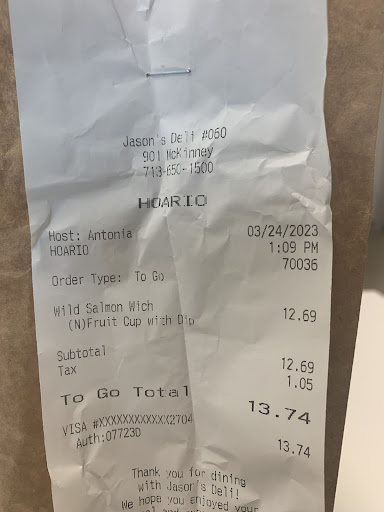 Jason's Deli #060
901 McKinney
713-650-1500
HOARIO
Host: Antonia 03/24/2023
HOARIO 1:09 PM
70036
Order Type: To Go
Wild Salmon Wich 12.69
(N)Fruit Cup with Dip
Subtotal 12.69
Tax 1.05
To Go Total 13.74
VISA #XXXXXXXXXXXX2704 13.74
Auth:07723D
Thank you for dining
with Jason's Deli!
We hope you enjoyed your